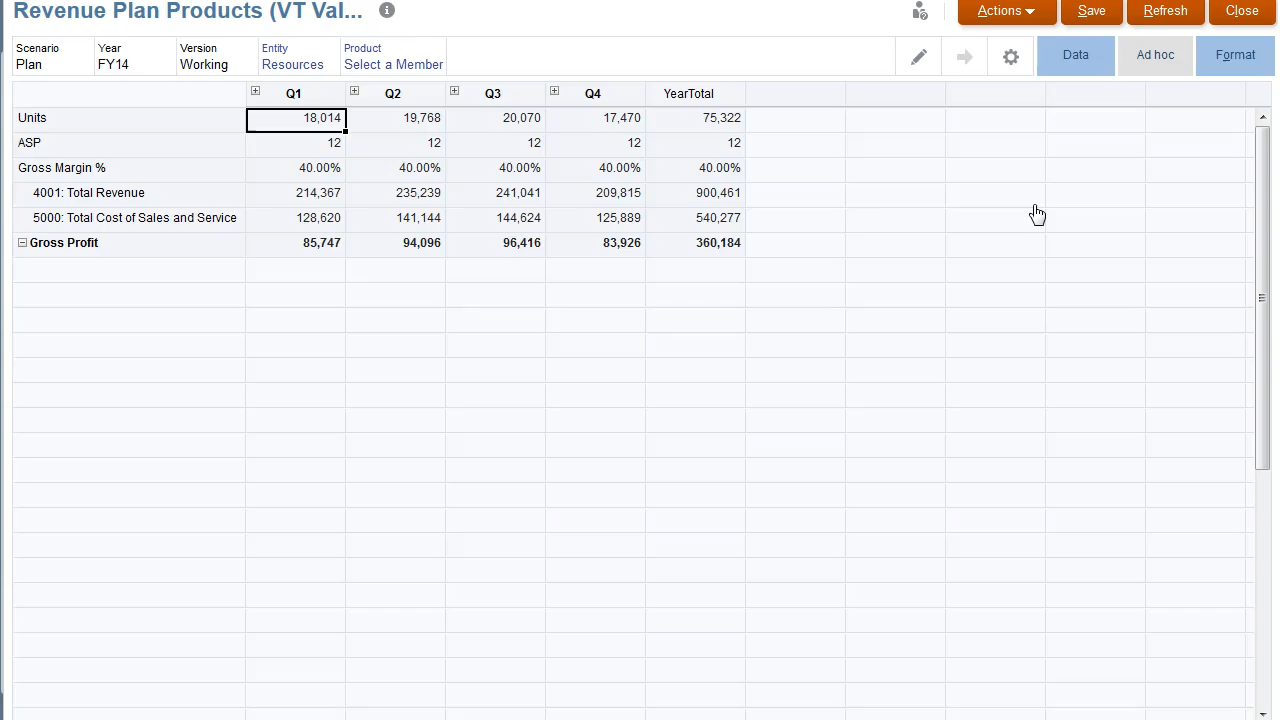 Revenue Plan Products (VT Val...
Actions Save Refresh Close
Scenario Year Version Entity Product
Plan FY14 Working Resources Select a Member
Data Ad hoc Format
Q1 Q2 Q3 Q4 YearTotal
Units 18,014 19,768 20,070 17,470 75,322
ASP 12 12 12 12 12
Gross Margin % 40.00% 40.00% 40.00% 40.00% 40.00%
4001: Total Revenue 214,367 235,239 241,041 209,815 900,461
5000: Total Cost of Sales and Service 128,620 141,144 144,624 125,889 540,277
Gross Profit 85,747 94,096 96,416 83,926 360,184